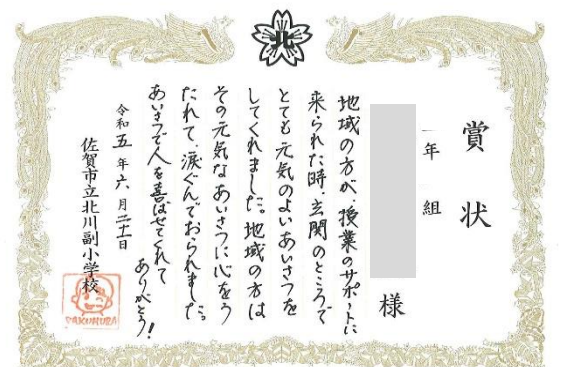 北
賞状
一年 組
様
地域の方が、授業のサポートに
来られた時、玄関のところで
とても元気のよいあいさつを
してくれました。地域の方は
その元気なあいさつに心をう
たれて、涙ぐんでおられました。
あいさつで人を喜ばせてくれて
ありがとう!
令和五年六月二十一日
佐賀市立北川副小学校